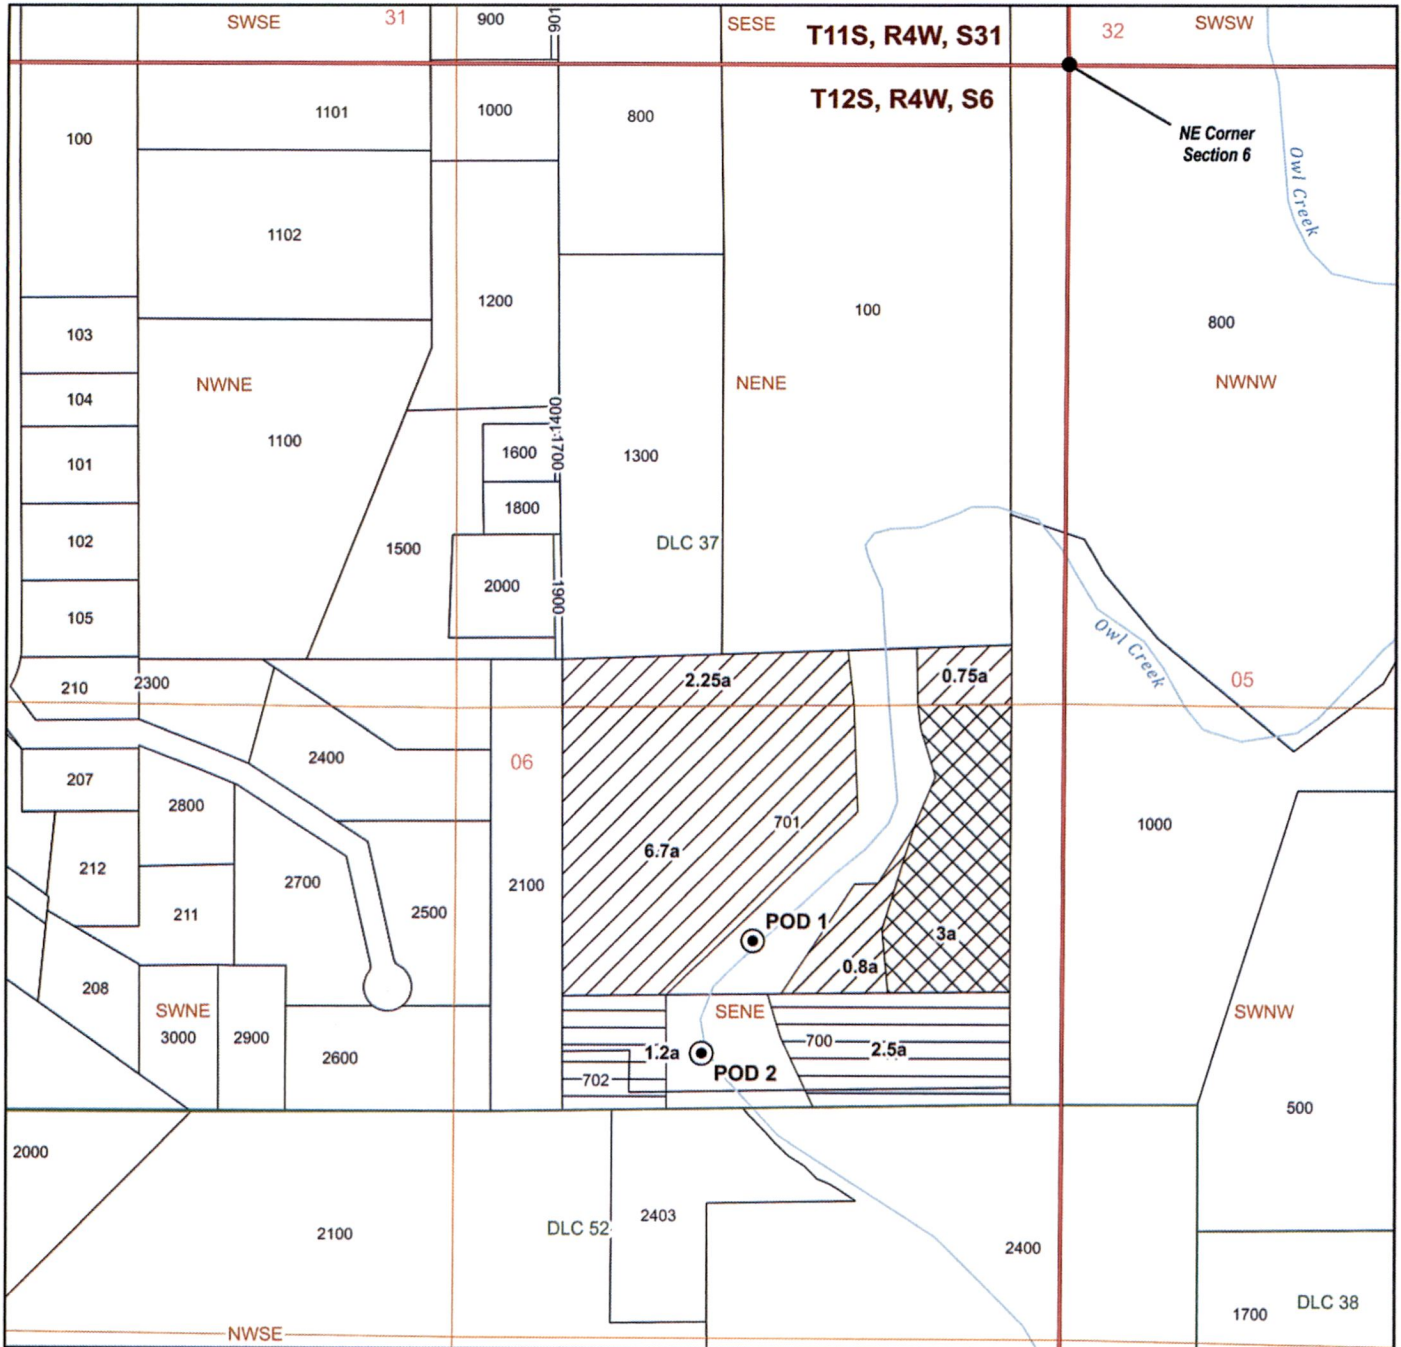 SWSE
31
900
901
SESE
T11S, R4W, S31
32
SWSW
T12S, R4W, S6
NE Corner
Section 6
100
1101
1000
800
Owl Creek
1102
1200
100
800
103
104
NWNE
NENE
NWNW
1100
1400
1700
101
1600
1300
1800
102
1500
DLC 37
2000
1900
105
Owl Creek
210
2300
2.25a
0.75a
05
2400
06
207
2800
701
1000
6.7a
212
2700
2100
211
2500
POD 1
3a
0.8a
208
SWNE
SENE
SWNW
3000
2900
2600
1.2a
700
2.5a
702
POD 2
500
2000
2100
DLC 52
2403
2400
1700
DLC 38
NWSE